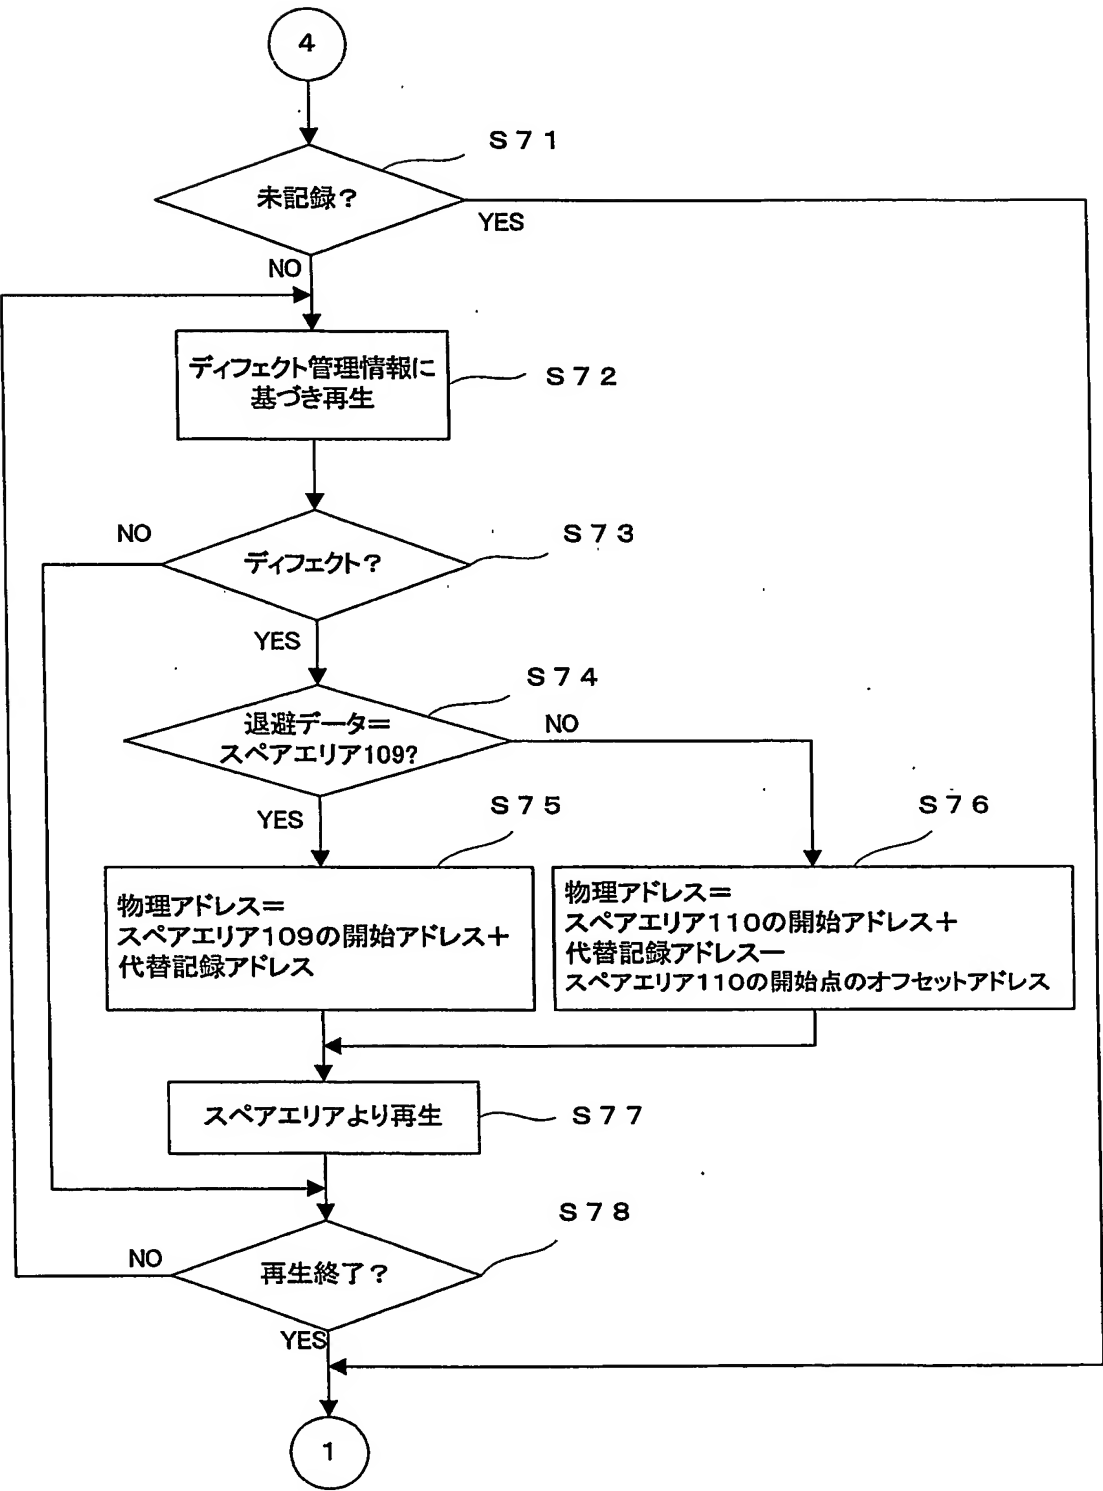 4
S71
未記録?
YES
NO
ディフェクト管理情報に
基づき再生
S72
S73
NO
ディフェクト?
YES
S74
退避データ=
スペアエリア109?
NO
YES
S75
S76
物理アドレス=
スペアエリア109の開始アドレス+
代替記録アドレス
物理アドレス=
スペアエリア110の開始アドレス+
代替記録アドレス−
スペアエリア110の開始点のオフセットアドレス
スペアエリアより再生
S77
S78
NO
再生終了?
YES
1